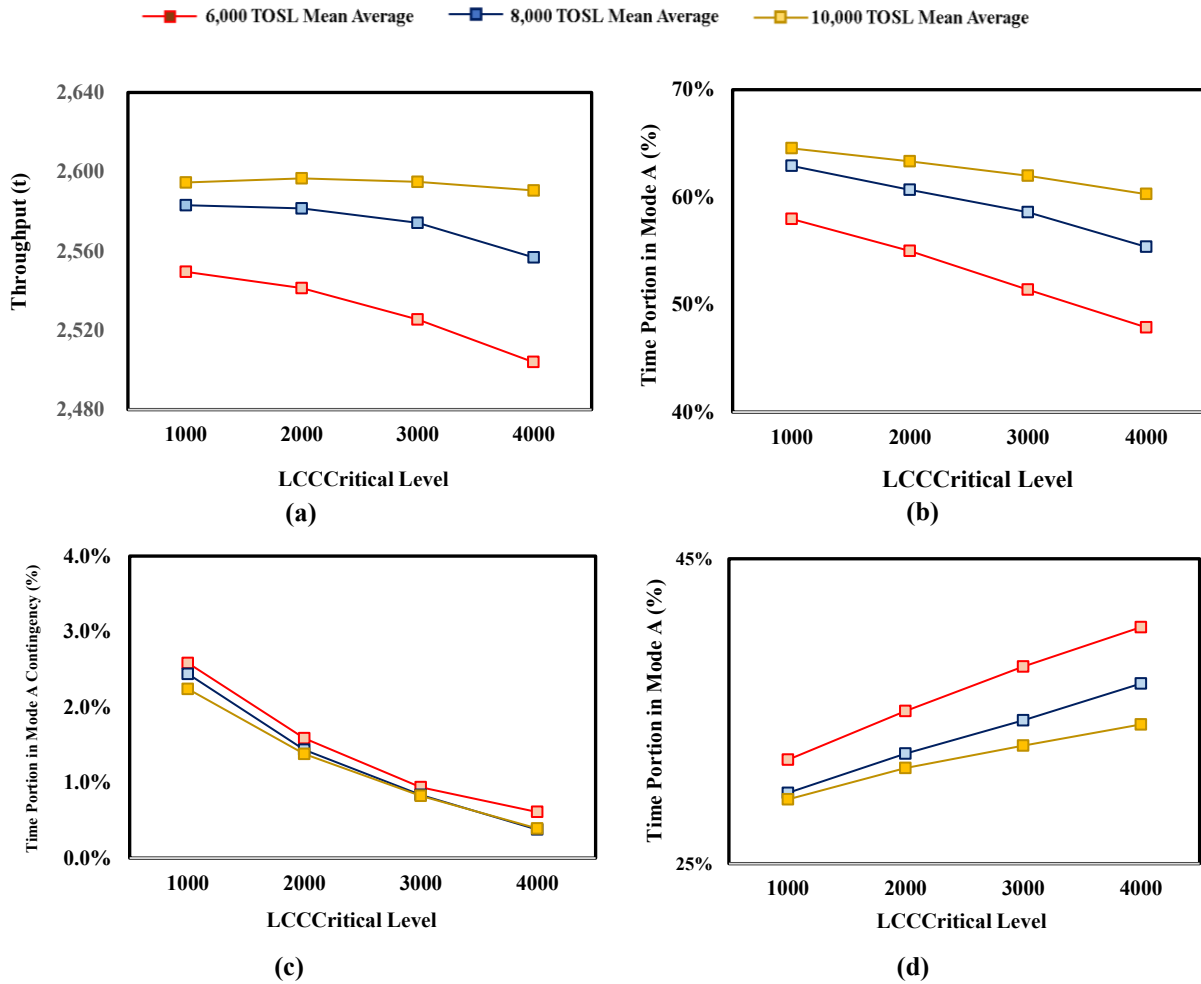 6,000 TOSL Mean Average 8,000 TOSL Mean Average 10,000 TOSL Mean Average
2,640
2,600
2,560
2,520
2,480
Throughput (t)
1000 2000 3000 4000
LCCCritical Level
(a)
70%
60%
50%
40%
Time Portion in Mode A (%)
1000 2000 3000 4000
LCCCritical Level
(b)
4.0%
3.0%
2.0%
1.0%
0.0%
Time Portion in Mode A Contingency (%)
1000 2000 3000 4000
LCCCritical Level
(c)
45%
25%
Time Portion in Mode A (%)
1000 2000 3000 4000
LCCCritical Level
(d)